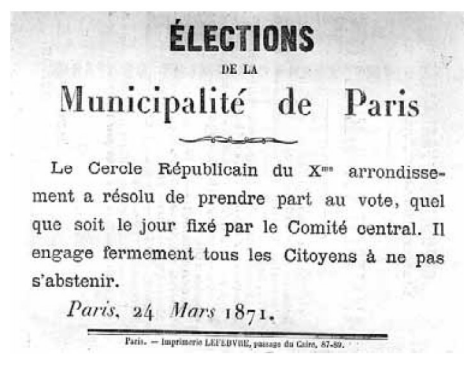 ÉLECTIONS
DE LA
Municipalité de Paris
Le Cercle Républicain du Xme arrondisse-
ment a résolu de prendre part au vote, quel
que soit le jour fixé par le Comité central. Il
engage fermement tous les Citoyens à ne pas
s'abstenir.
Paris, 24 Mars 1871.
Paris. — Imprimerie LEFEBVRE, passage du Caire, 87-89.